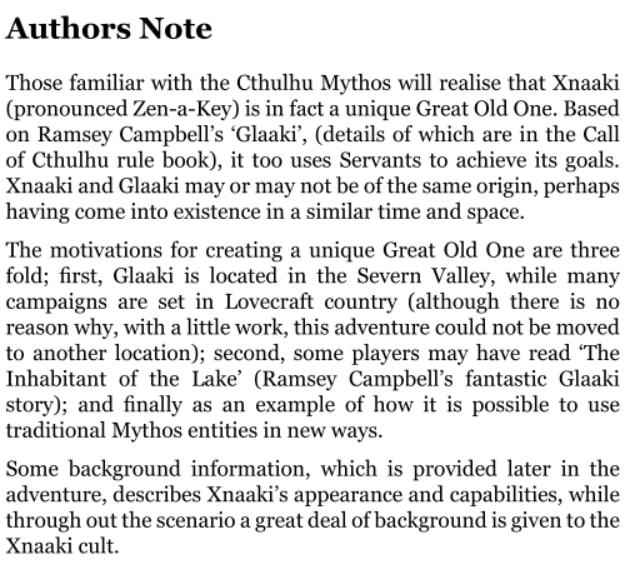 Authors Note
Those familiar with the Cthulhu Mythos will realise that Xnaaki
(pronounced Zen-a-Key) is in fact a unique Great Old One. Based
on Ramsey Campbell’s ‘Glaaki’, (details of which are in the Call
of Cthulhu rule book), it too uses Servants to achieve its goals.
Xnaaki and Glaaki may or may not be of the same origin, perhaps
having come into existence in a similar time and space.
The motivations for creating a unique Great Old One are three
fold; first, Glaaki is located in the Severn Valley, while many
campaigns are set in Lovecraft country (although there is no
reason why, with a little work, this adventure could not be moved
to another location); second, some players may have read ‘The
Inhabitant of the Lake’ (Ramsey Campbell’s fantastic Glaaki
story); and finally as an example of how it is possible to use
traditional Mythos entities in new ways.
Some background information, which is provided later in the
adventure, describes Xnaaki’s appearance and capabilities, while
through out the scenario a great deal of background is given to the
Xnaaki cult.